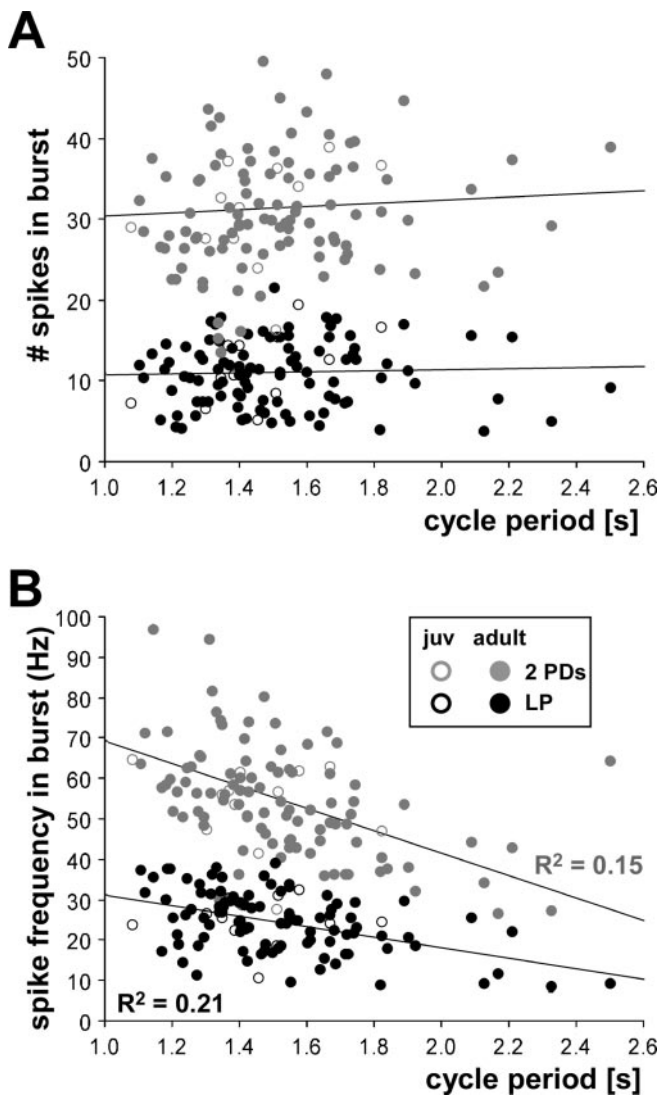 A
# spikes in burst
50
40
30
20
10
0
1.0 1.2 1.4 1.6 1.8 2.0 2.2 2.4 2.6
cycle period [s]
B
spike frequency in burst (Hz)
100
90
80
70
60
50
40
30
20
10
0
juv adult
2 PDs
LP
R² = 0.15
R² = 0.21
1.0 1.2 1.4 1.6 1.8 2.0 2.2 2.4 2.6
cycle period [s]